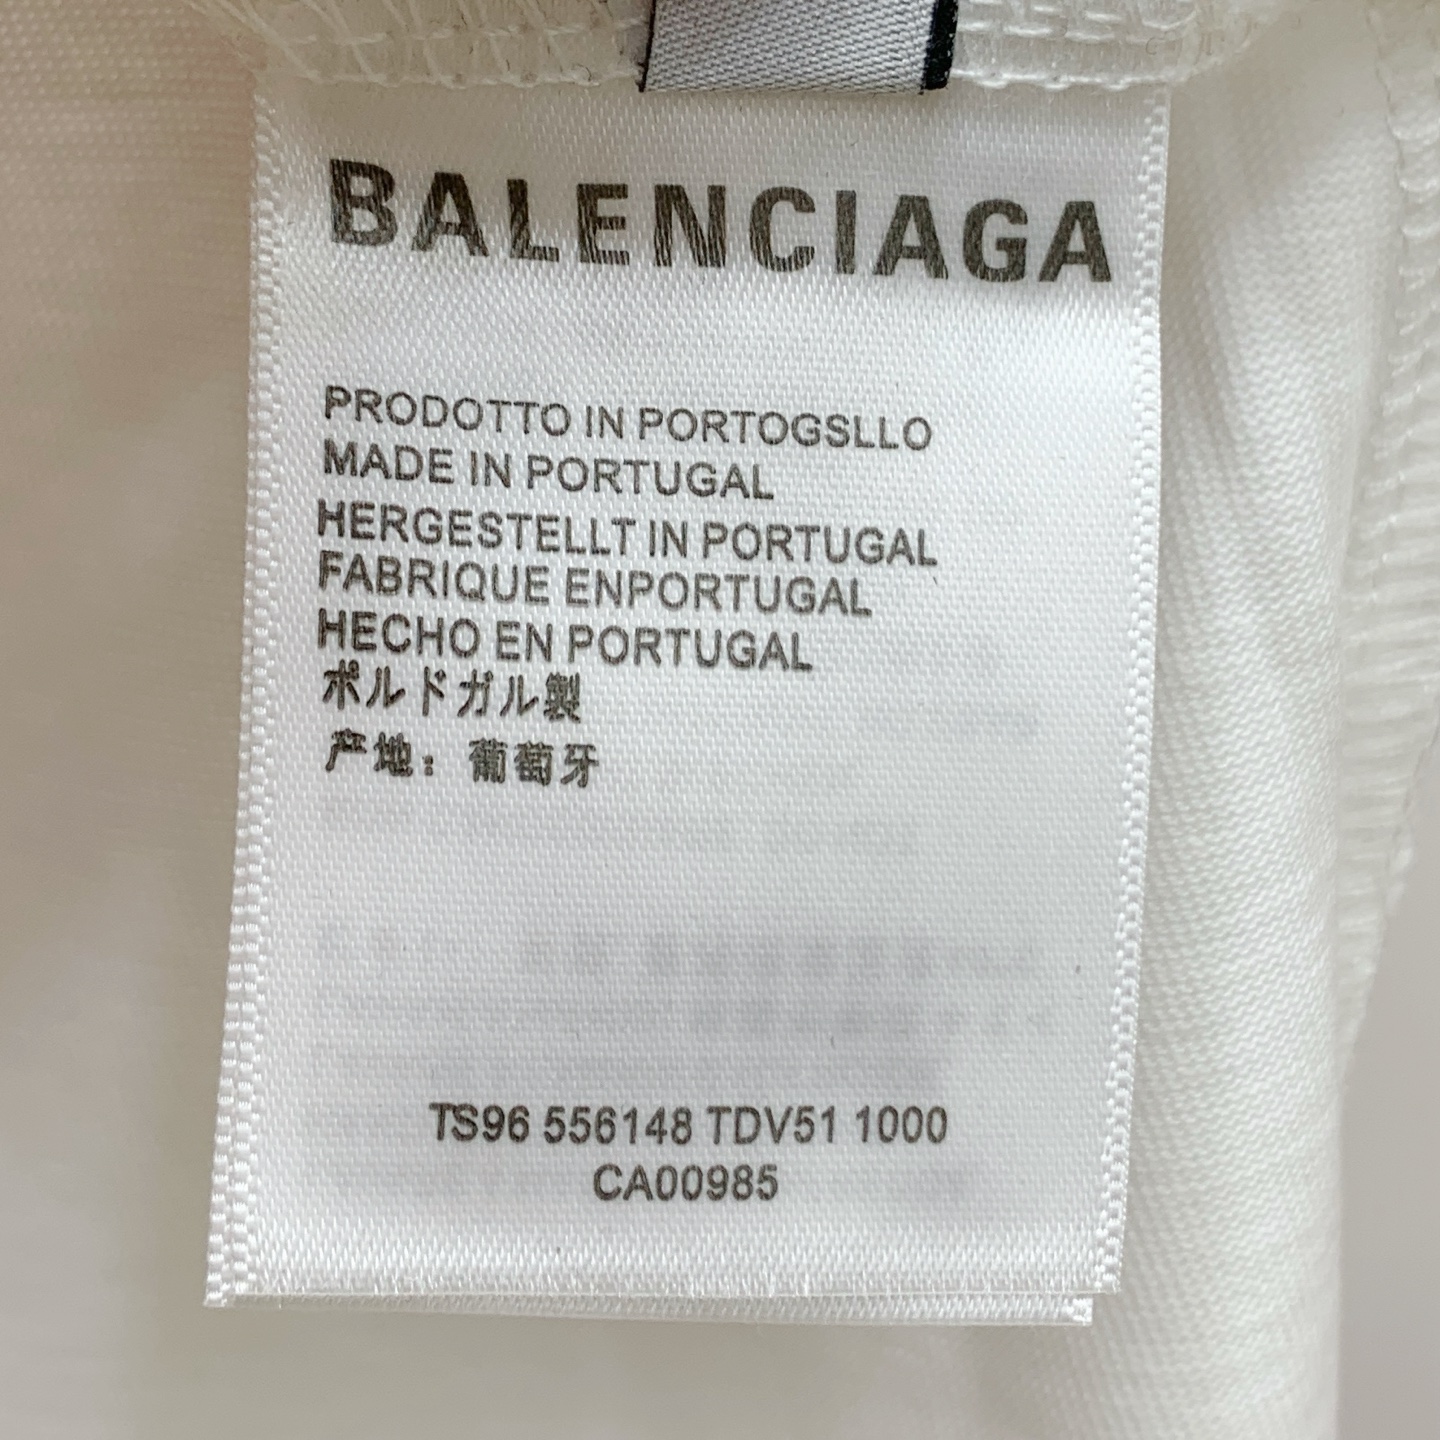 BALENCIAGA
PRODOTTO IN PORTOGSLLO
MADE IN PORTUGAL
HERGESTELLT IN PORTUGAL
FABRIQUE ENPORTUGAL
HECHO EN PORTUGAL
ポルドガル製
产地：葡萄牙
TS96 556148 TDV51 1000
CA00985